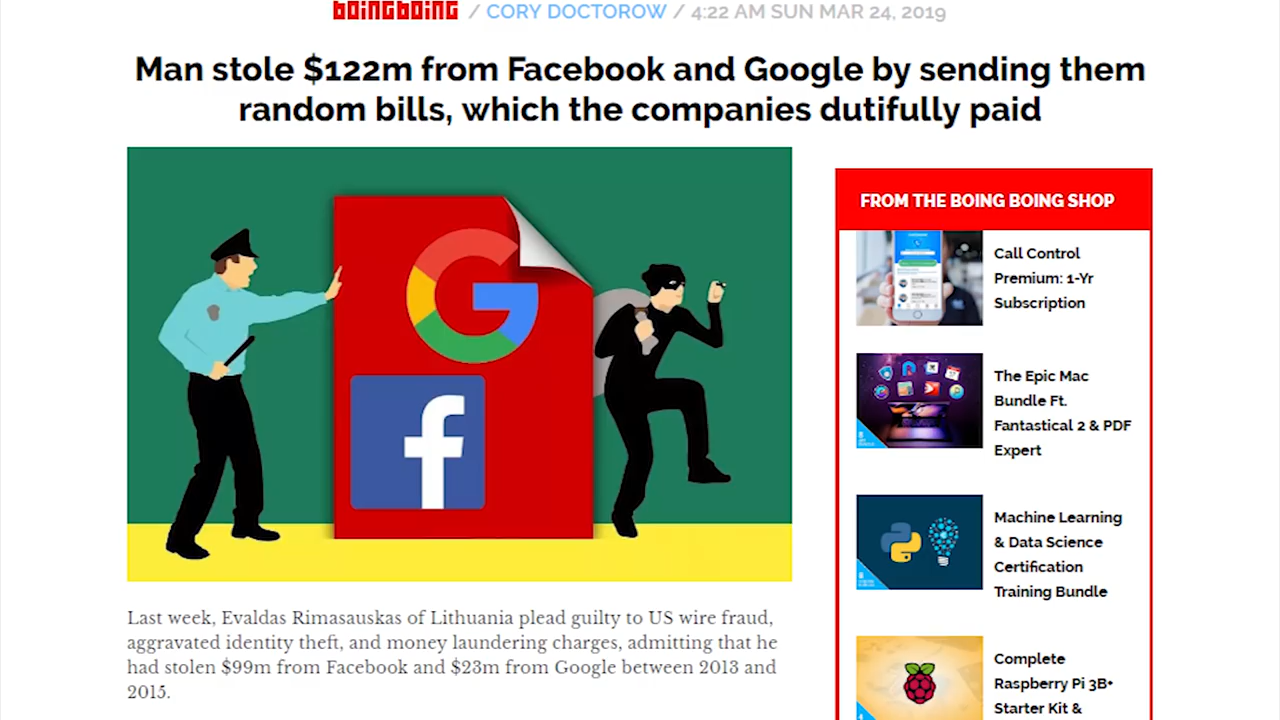 boingboing / CORY DOCTOROW / 4:22 AM SUN MAR 24, 2019
Man stole $122m from Facebook and Google by sending them
random bills, which the companies dutifully paid
G
f
Last week, Evaldas Rimasauskas of Lithuania plead guilty to US wire fraud,
aggravated identity theft, and money laundering charges, admitting that he
had stolen $99m from Facebook and $23m from Google between 2013 and
2015.
FROM THE BOING BOING SHOP
Call Control
Premium: 1-Yr
Subscription
The Epic Mac
Bundle Ft.
Fantastical 2 & PDF
Expert
Machine Learning
& Data Science
Certification
Training Bundle
Complete
Raspberry Pi 3B+
Starter Kit &